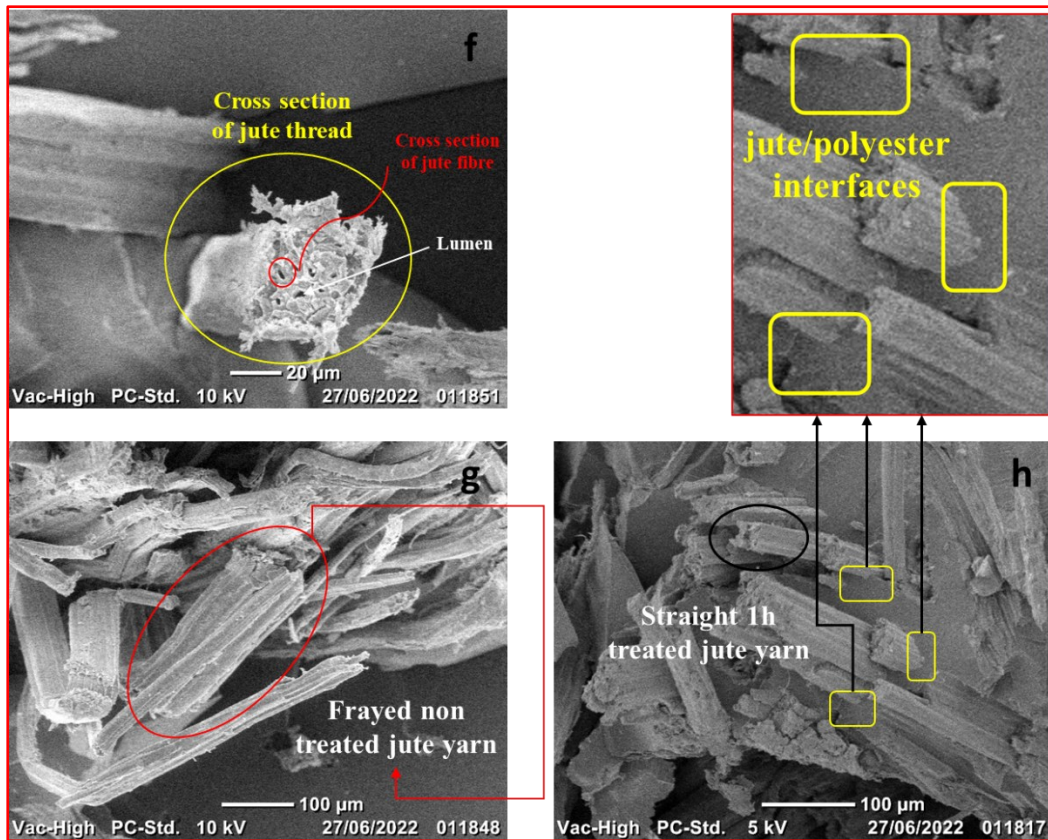 f
Cross section
of jute thread
Cross section
of jute fibre
Lumen
20 µm
Vac-High PC-Std. 10 kV 27/06/2022 011851
jute/polyester
interfaces
g
Frayed non
treated jute yarn
100 µm
Vac-High PC-Std. 10 kV 27/06/2022 011848
h
Straight 1h
treated jute yarn
100 µm
Vac-High PC-Std. 5 kV 27/06/2022 011817